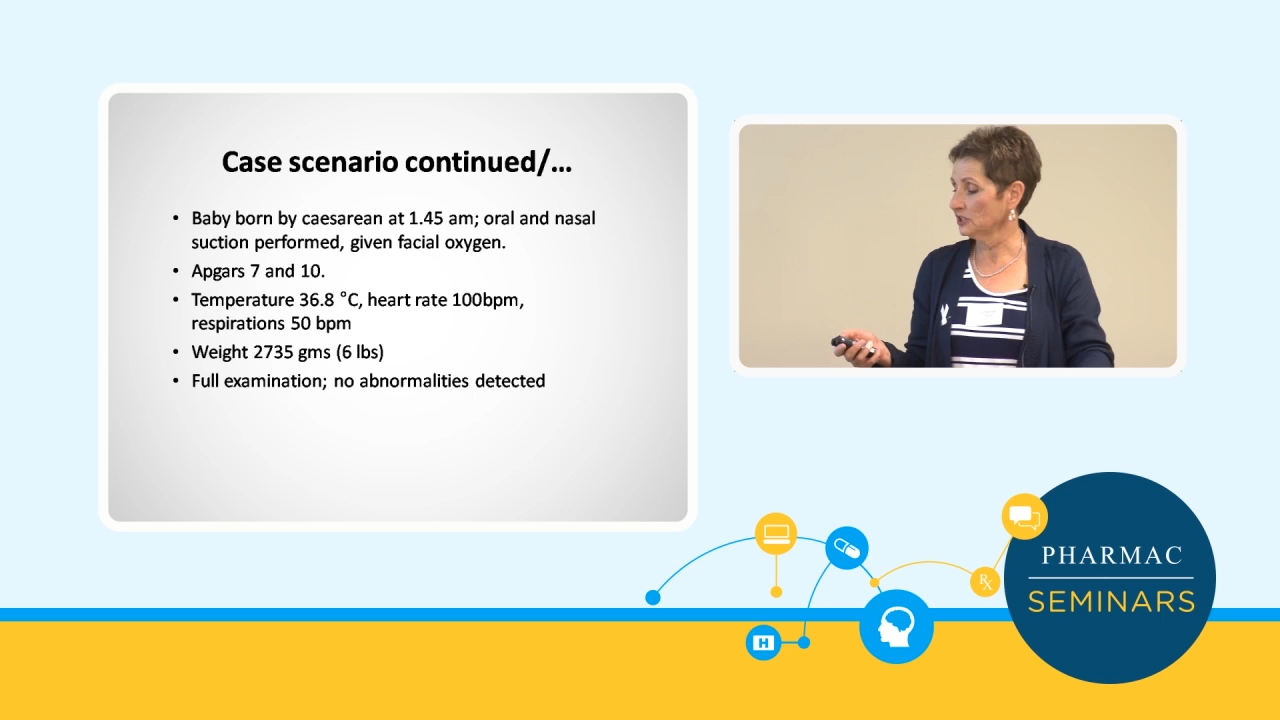 Case scenario continued/...
• Baby born by caesarean at 1.45 am; oral and nasal
suction performed, given facial oxygen.
• Apgars 7 and 10.
• Temperature 36.8 °C, heart rate 100bpm,
respirations 50 bpm
• Weight 2735 gms (6 lbs)
• Full examination; no abnormalities detected
H
Rx
PHARMAC
SEMINARS